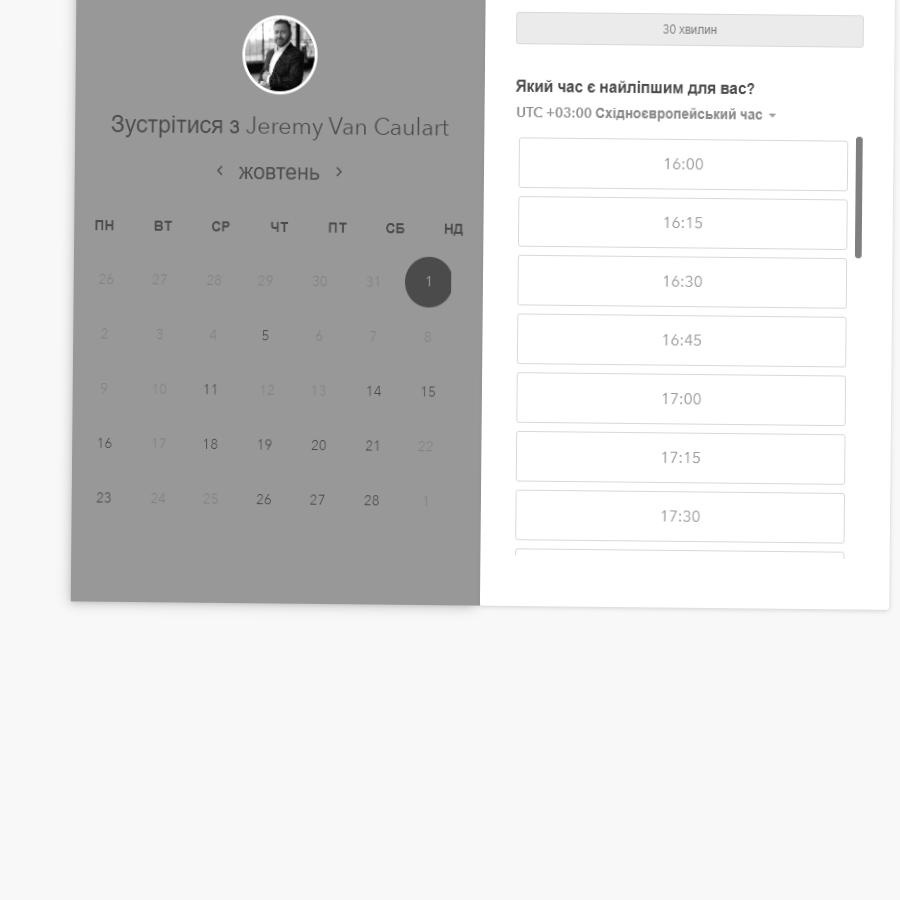 Зустрітися з Jeremy Van Caulart
жовтень
ПН ВТ СР ЧТ ПТ СБ НД
26 27 28 29 30 31 1
2 3 4 5 6 7 8
9 10 11 12 13 14 15
16 17 18 19 20 21 22
23 24 25 26 27 28 1
30 хвилин
Який час є найліпшим для вас?
UTC +03:00 Східноєвропейський час
16:00
16:15
16:30
16:45
17:00
17:15
17:30